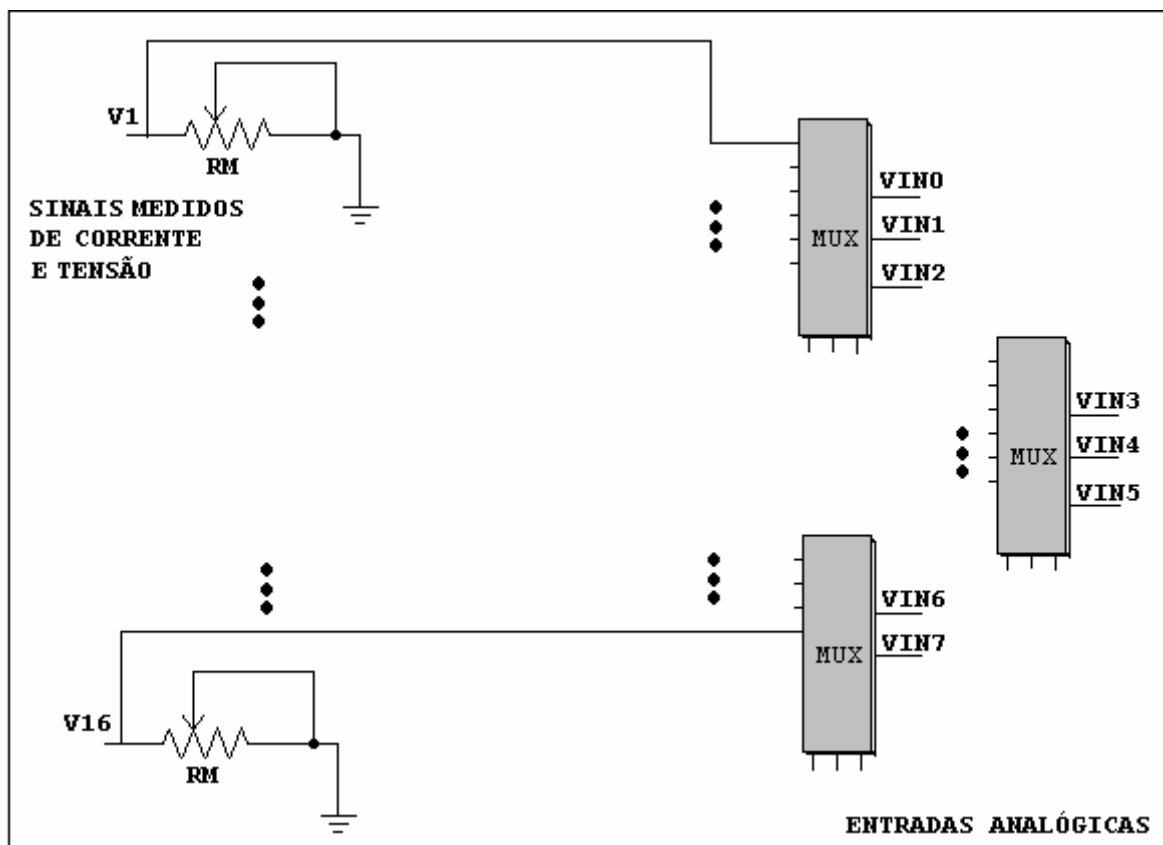 V1
RM
SINAIS MEDIDOS
DE CORRENTE
E TENSÃO
MUX
VIN0
VIN1
VIN2
MUX
VIN3
VIN4
VIN5
MUX
VIN6
VIN7
V16
RM
ENTRADAS ANALÓGICAS